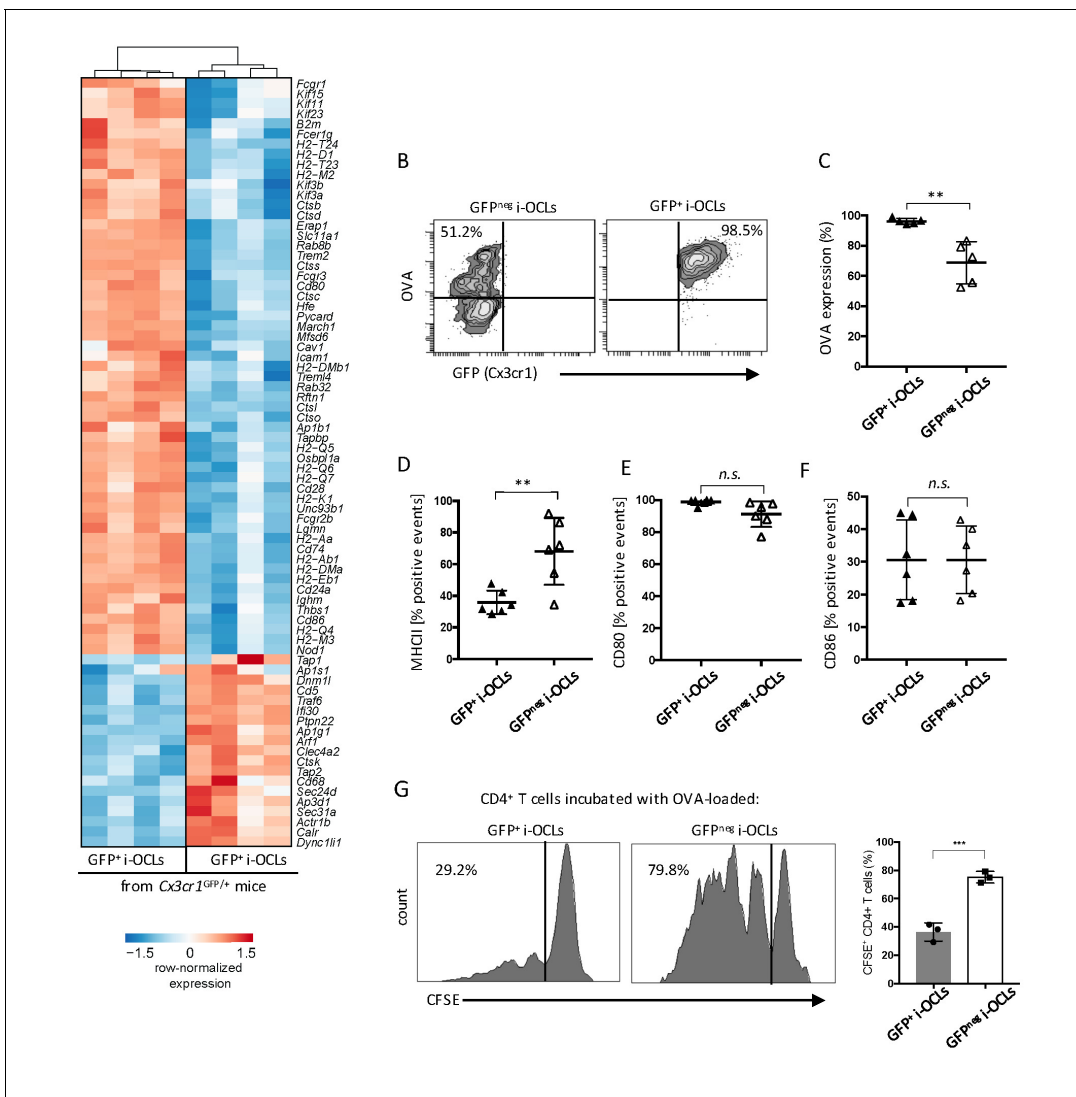 Fcgr1
Kif15
Kif11
Kif23
B2m
Fcer1g
H2−T24
H2−D1
H2−T23
H2−M2
Kif3b
Kif3a
Ctsb
Ctsd
Erap1
Slc11a1
Rab8b
Trem2
Ctss
Fcgr3
Cd80
Ctsc
Hfe
Pycard
March1
Mfsd6
Cav1
Icam1
H2−DMb1
Treml4
Rab32
Rftn1
Ctsl
Ctso
Ap1b1
Tapbp
H2−Q5
Osbpl1a
H2−Q6
H2−Q7
Cd28
H2−K1
Unc93b1
Fcgr2b
Lgmn
H2−Aa
Cd74
H2−Ab1
H2−DMa
H2−Eb1
Cd24a
Ighm
Thbs1
Cd86
H2−Q4
H2−M3
Nod1
Tap1
Ap1s1
Dnm1l
Cd5
Traf6
Ifi30
Ptpn22
Ap1g1
Arf1
Clec4a2
Ctsk
Tap2
Cd68
Sec24d
Ap3d1
Sec31a
Actr1b
Calr
Dync1li1
GFP+ i-OCLs GFP+ i-OCLs
from Cx3cr1GFP/+ mice
−1.5 0 1.5
row-normalized
expression
B
GFPneg i-OCLs GFP+ i-OCLs
51.2% 98.5%
OVA
GFP (Cx3cr1)
C
**
OVA expression (%)
100
80
60
40
20
0
GFP+ i-OCLs
GFPneg i-OCLs
D
**
MHCII [% positive events]
100
80
60
40
20
0
GFP+ i-OCLs
GFPneg i-OCLs
E
n.s.
CD80 [% positive events]
100
80
60
40
20
0
GFP+ i-OCLs
GFPneg i-OCLs
F
n.s.
CD86 [% positive events]
50
40
30
20
10
0
GFP+ i-OCLs
GFPneg i-OCLs
G
CD4+ T cells incubated with OVA-loaded:
GFP+ i-OCLs GFPneg i-OCLs
29.2% 79.8%
count
CFSE
***
CFSE+ CD4+ T cells (%)
100
80
60
40
20
0
GFP+ i-OCLs
GFPneg i-OCLs